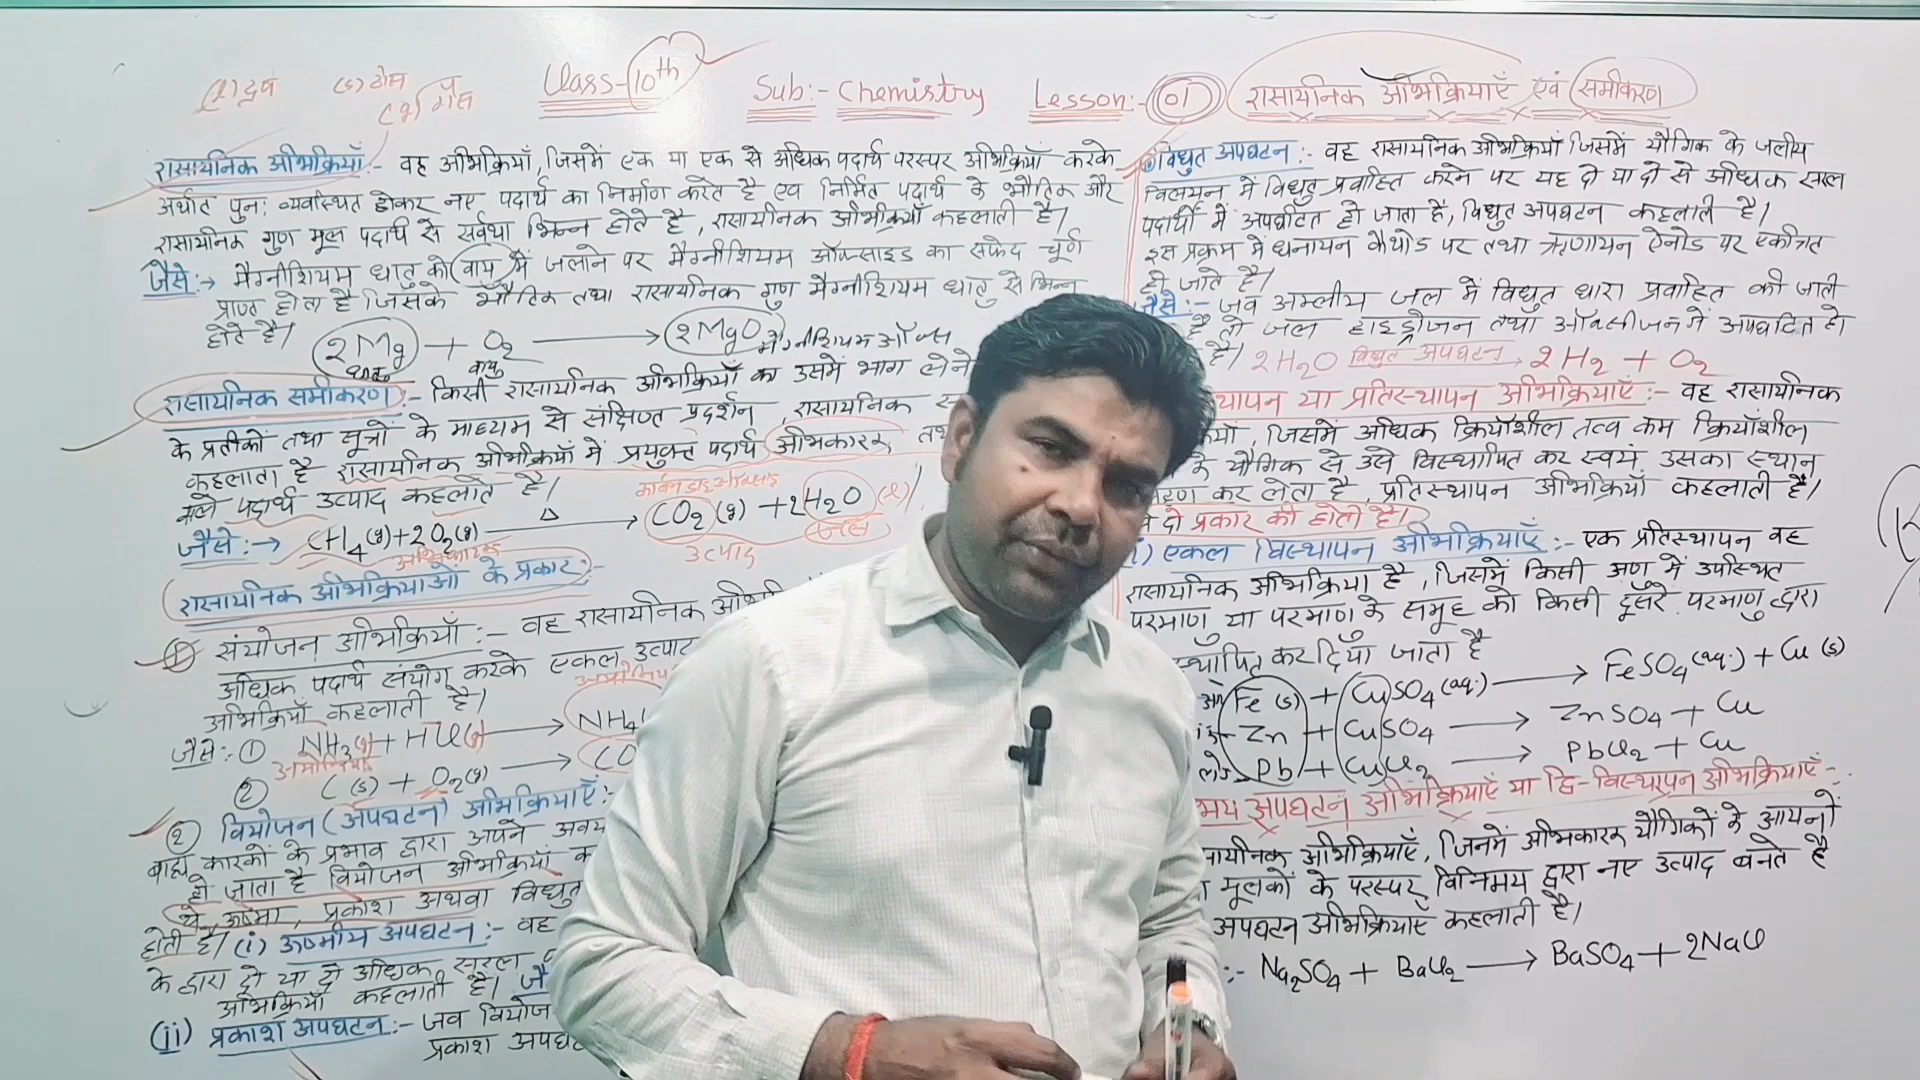 (l) द्रव (s) ठोस
(g) गैस
Class-10th Sub:- Chemistry Lesson:- 01 रासायनिक अभिक्रियाएँ एवं समीकरण
रासायनिक अभिक्रियाँ:- वह अभिक्रियाँ, जिसमें एक या एक से अधिक पदार्थ परस्पर अभिक्रियाँ करके
अर्थात पुन: व्यवस्थित होकर नए पदार्थ का निर्माण करते है एवं निर्मित पदार्थ के भौतिक और
रासायनिक गुण मूल पदार्थ से सर्वथा भिन्न होते है, रासायनिक अभिक्रियाँ कहलाती है।
जैसे:→ मैग्नीशियम धातु को वायु में जलाने पर मैग्नीशियम ऑक्साइड का सफेद चूर्ण
प्राप्त होता है जिसके भौतिक तथा रासायनिक गुण मैग्नीशियम धातु से भिन्न
होते है।
2Mg + O2 ⟶ 2MgO मैग्नीशियम ऑक्स
धातु वायु
रासायनिक समीकरण:- किसी रासायनिक अभिक्रियाँ का उसमें भाग लेने
के प्रतीकों तथा सूत्रों के माध्यम से संक्षिप्त प्रदर्शन, रासायनिक स
कहलाता है रासायनिक अभिक्रियाँ में प्रयुक्त पदार्थ अभिकारक तथ
वाले पदार्थ उत्पाद कहलाते है।
कार्बन डाइ ऑक्साइड
जैसे:→ CH4(g)+2O2(g) Δ⟶ CO2(g) + 2H2O(l)
अभिकारक उत्पाद जल
रासायनिक अभिक्रियाओं के प्रकार:-
① संयोजन अभिक्रियाँ:- वह रासायनिक अभि
अधिक पदार्थ संयोग करके एकल उत्पाद
अभिक्रियाँ कहलाती है।
जैसे:- ① NH3(g) + HCl(g) ⟶ NH4
अमोनिया
② C(s) + O2(g) ⟶ CO
② वियोजन (अपघटन) अभिक्रियाएँ:
बाह्य कारकों के प्रभाव द्वारा अपने अवय
हो जाता है वियोजन अभिक्रियाँ क
ये ऊष्मा, प्रकाश अथवा विद्युत
होती है। (i) ऊष्मीय अपघटन:- वह
के द्वारा दो या दो अधिक सरल
अभिक्रियाँ कहलाती है। जै
(ii) प्रकाश अपघटन:- जब वियोज
प्रकाश अपघट
विद्युत अपघटन:- वह रासायनिक अभिक्रियाँ जिसमें यौगिक के जलीय
विलयन में विद्युत प्रवाहित करने पर यह दो या दो से अधिक सरल
पदार्थों में अपघटित हो जाता है, विद्युत अपघटन कहलाती है।
इस प्रक्रम में धनायन कैथोड पर तथा ऋणायन ऐनोड पर एकत्रित
हो जाते है।
जैसे:- जब अम्लीय जल में विद्युत धारा प्रवाहित की जाती
है तो जल हाइड्रोजन तथा ऑक्सीजन में अपघटित हो
है। 2H2O विद्युत अपघटन⟶ 2H2 + O2
थापन या प्रतिस्थापन अभिक्रियाएँ:- वह रासायनिक
याँ, जिसमें अधिक क्रियाँशील तत्व कम क्रियाँशील
के यौगिक से उसे विस्थापित कर स्वयं उसका स्थान
ग्रहण कर लेता है, प्रतिस्थापन अभिक्रियाँ कहलाती है।
ये दो प्रकार की होती है।
(i) एकल विस्थापन अभिक्रियाएँ:- एक प्रतिस्थापन वह
रासायनिक अभिक्रिया है, जिसमें किसी अणु में उपस्थित
परमाणु या परमाणु के समूह को किसी दूसरे परमाणु द्वारा
स्थापित कर दिया जाता है
Fe(s) + CuSO4(aq.) ⟶ FeSO4(aq.) + Cu(s)
Zn + CuSO4 ⟶ ZnSO4 + Cu
Pb + CuCl2 ⟶ PbCl2 + Cu
मय अपघटन अभिक्रियाएँ या द्वि-विस्थापन अभिक्रियाएँ-:
नायनिक अभिक्रियाएँ, जिनमें अभिकारक यौगिकों के आयनों
मूलकों के परस्पर विनिमय द्वारा नए उत्पाद बनते है
अपघटन अभिक्रियाएँ कहलाती है।
:- Na2SO4 + BaCl2 ⟶ BaSO4 + 2NaCl